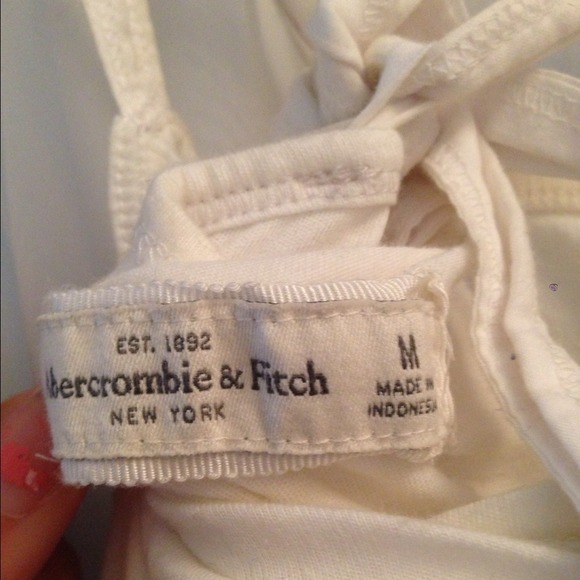 EST. 1892
Abercrombie & Fitch
NEW YORK
M
MADE IN
INDONESIA